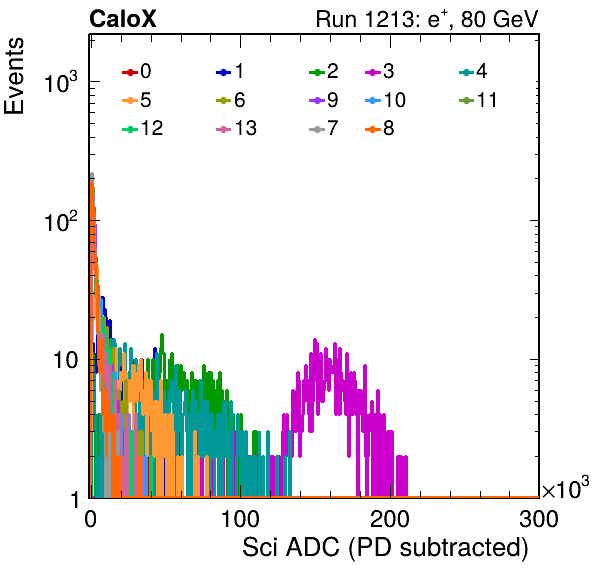 CaloX Run 1213: e⁺, 80 GeV
Events
0 1 2 3 4
5 6 9 10 11
12 13 7 8
10³
10²
10
1
0 100 200 300
×10³
Sci ADC (PD subtracted)